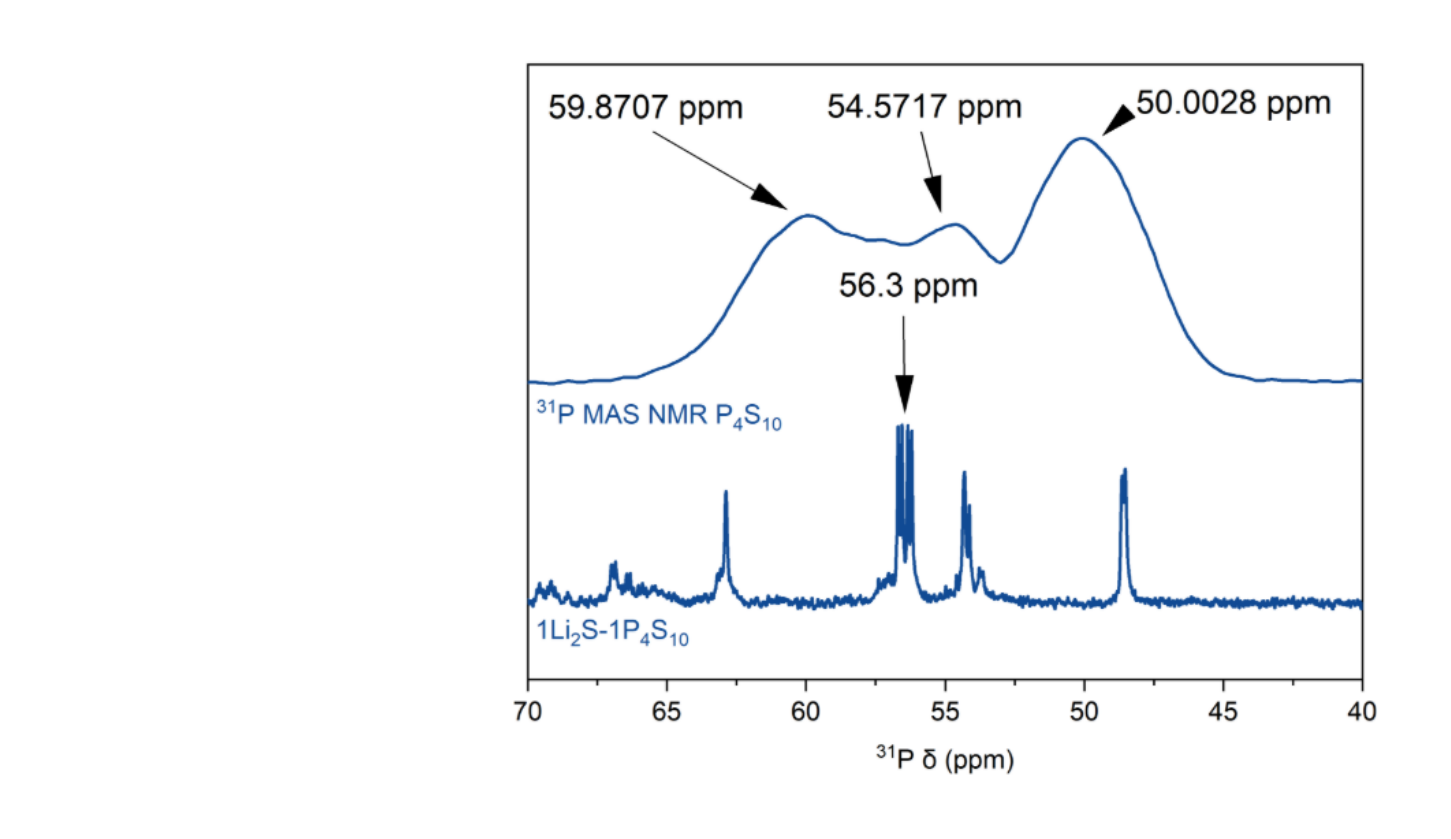 59.8707 ppm
54.5717 ppm
50.0028 ppm
56.3 ppm
³¹P MAS NMR P₄S₁₀
1Li₂S-1P₄S₁₀
70 65 60 55 50 45 40
³¹P δ (ppm)